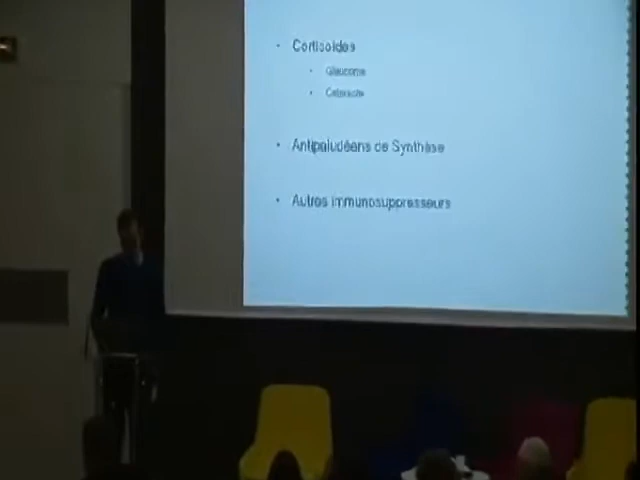 Corticoïdes
Glaucome
Cataracte
Antipaludéens de Synthèse
Autres immunosuppresseurs